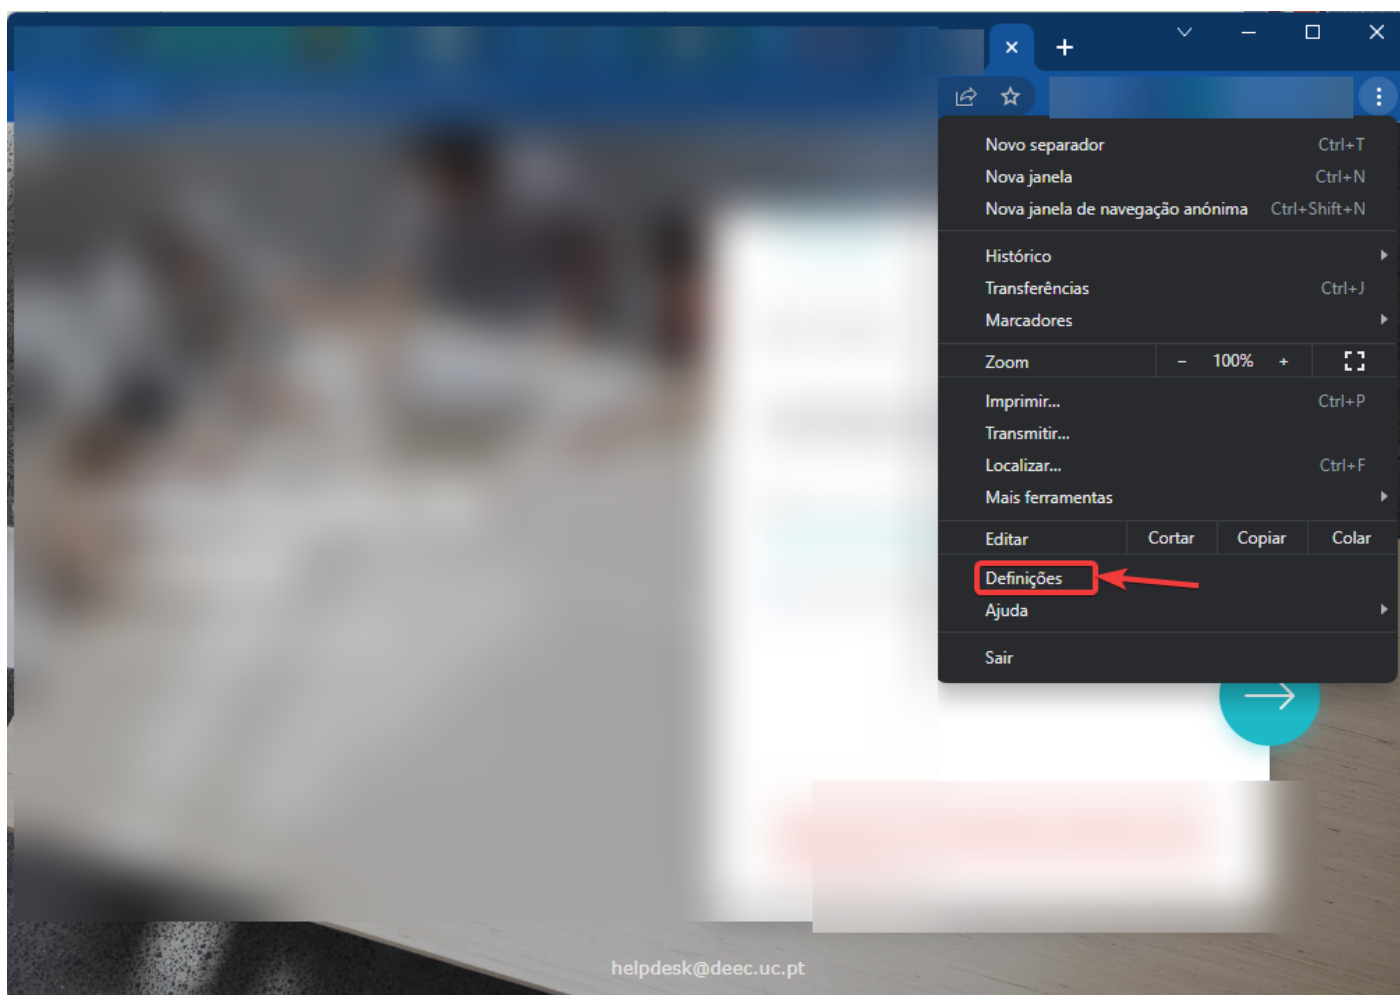 Novo separador Ctrl+T
Nova janela Ctrl+N
Nova janela de navegação anónima Ctrl+Shift+N
Histórico
Transferências Ctrl+J
Marcadores
Zoom - 100% +
Imprimir... Ctrl+P
Transmitir...
Localizar... Ctrl+F
Mais ferramentas
Editar Cortar Copiar Colar
Definições
Ajuda
Sair
helpdesk@deec.uc.pt